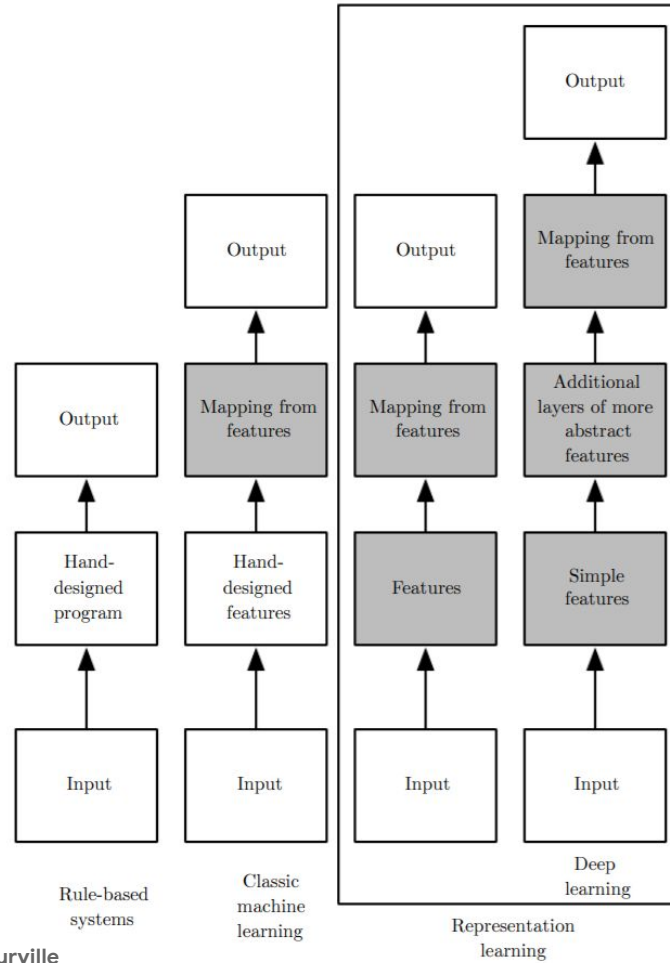 Output
Output
Output
Mapping from
features
Output
Mapping from
features
Mapping from
features
Additional
layers of more
abstract
features
Hand-
designed
program
Hand-
designed
features
Features
Simple
features
Input
Input
Input
Input
Rule-based
systems
Classic
machine
learning
Deep
learning
Representation
learning